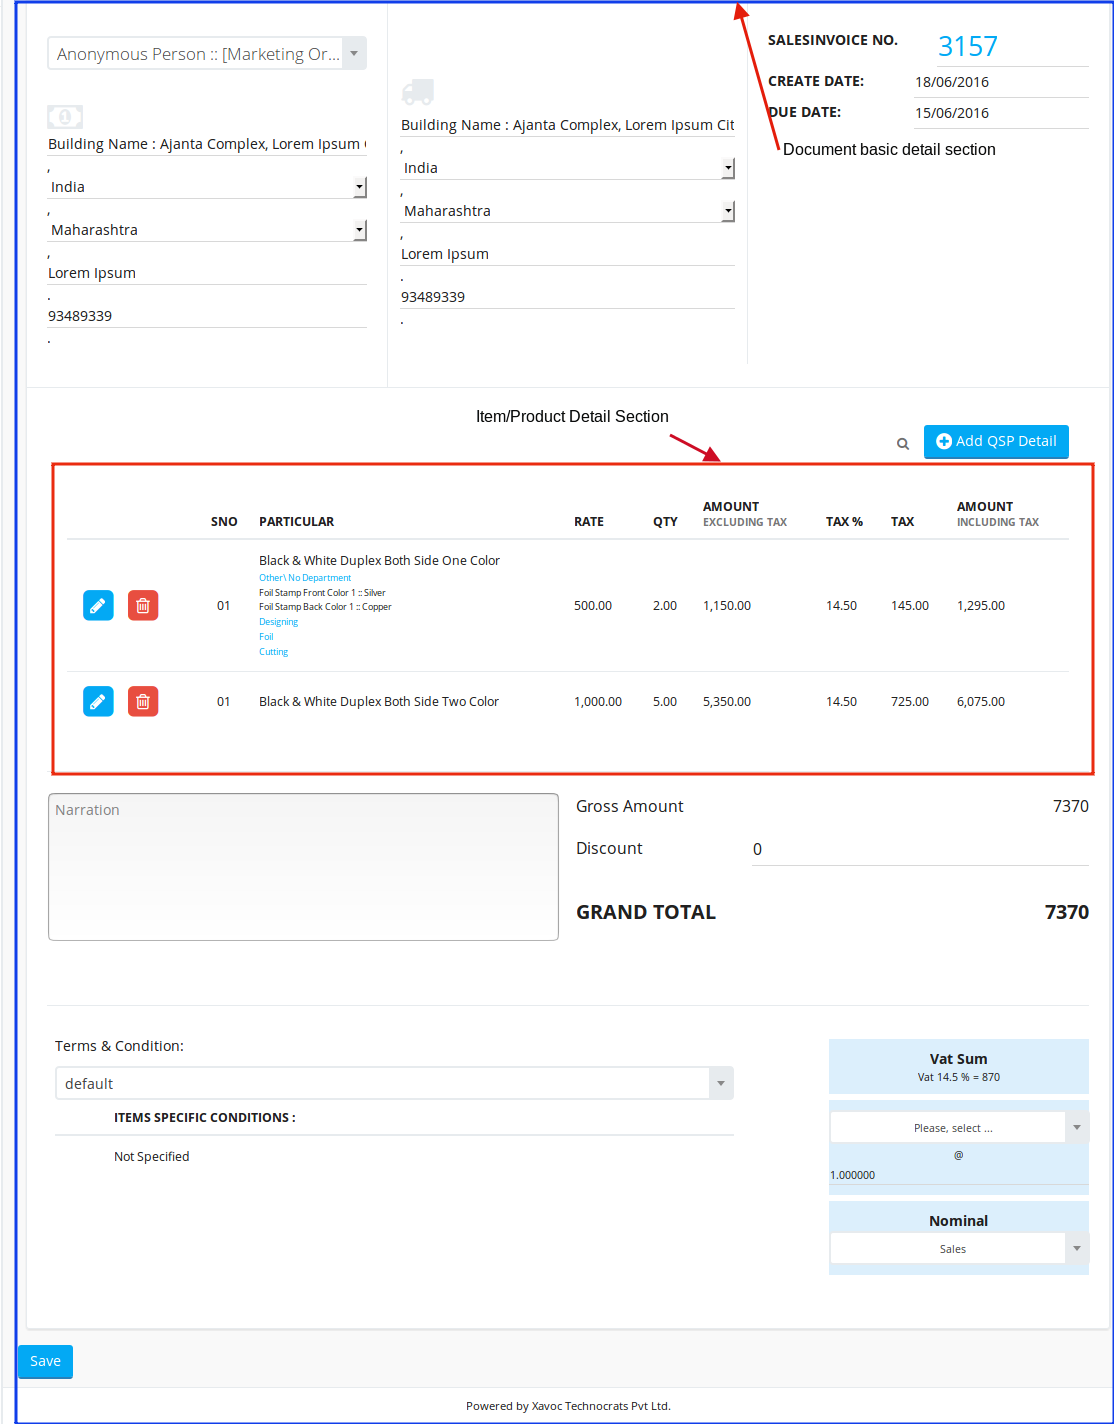 Anonymous Person :: [Marketing Or...
1
Building Name : Ajanta Complex, Lorem Ipsum
,
India
,
Maharashtra
,
Lorem Ipsum
.
93489339
.
Building Name : Ajanta Complex, Lorem Ipsum Cit
,
India
,
Maharashtra
,
Lorem Ipsum
.
93489339
.
SALESINVOICE NO. 3157
CREATE DATE: 18/06/2016
DUE DATE: 15/06/2016
Document basic detail section
Item/Product Detail Section
Add QSP Detail
SNO PARTICULAR RATE QTY AMOUNT EXCLUDING TAX TAX % TAX AMOUNT INCLUDING TAX
01 Black & White Duplex Both Side One Color 500.00 2.00 1,150.00 14.50 145.00 1,295.00
Other\ No Department
Foil Stamp Front Color 1 :: Silver
Foil Stamp Back Color 1 :: Copper
Designing
Foil
Cutting
01 Black & White Duplex Both Side Two Color 1,000.00 5.00 5,350.00 14.50 725.00 6,075.00
Narration
Gross Amount 7370
Discount 0
GRAND TOTAL 7370
Terms & Condition:
default
ITEMS SPECIFIC CONDITIONS :
Not Specified
Vat Sum
Vat 14.5 % = 870
Please, select ...
@
1.000000
Nominal
Sales
Save
Powered by Xavoc Technocrats Pvt Ltd.